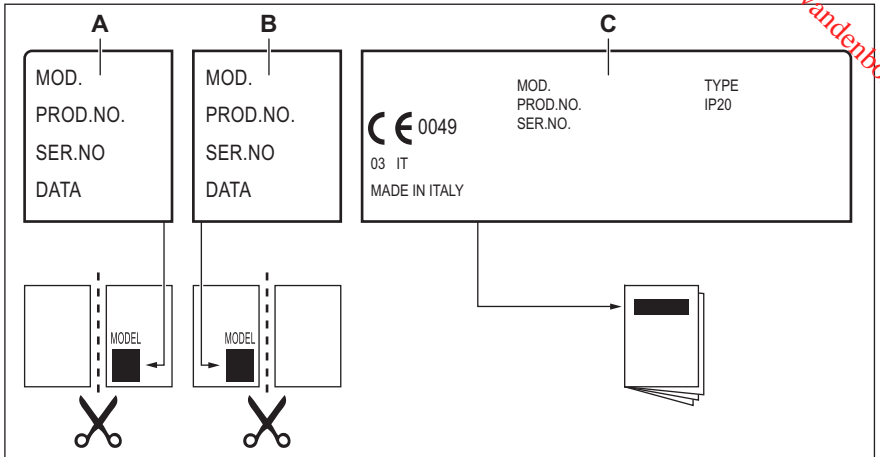 A
B
C
MOD.
PROD.NO.
SER.NO
DATA
MOD.
PROD.NO.
SER.NO
DATA
MOD.
PROD.NO.
SER.NO.
TYPE
IP20
CE 0049
03 IT
MADE IN ITALY
MODEL
MODEL